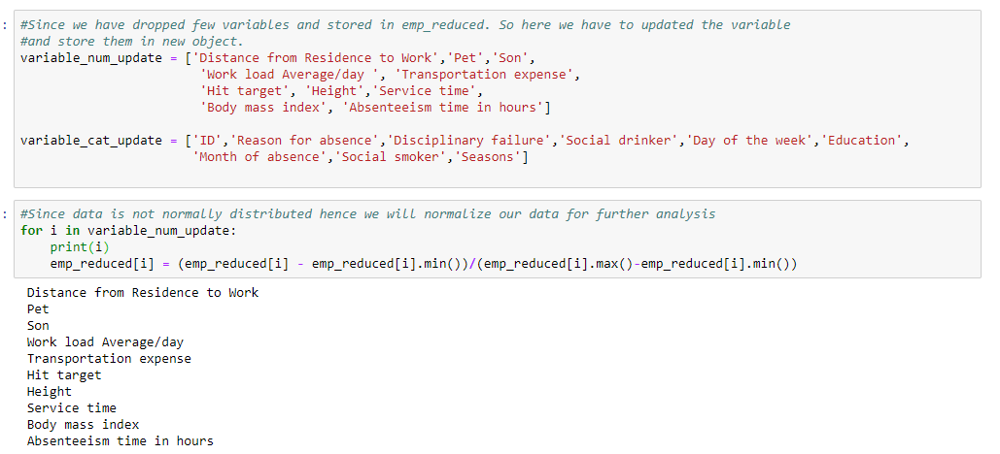 : #Since we have dropped few variables and stored in emp_reduced. So here we have to updated the variable
#and store them in new object.
variable_num_update = ['Distance from Residence to Work','Pet','Son',
'Work load Average/day ', 'Transportation expense',
'Hit target', 'Height','Service time',
'Body mass index', 'Absenteeism time in hours']
variable_cat_update = ['ID','Reason for absence','Disciplinary failure','Social drinker','Day of the week','Education',
'Month of absence','Social smoker','Seasons']
: #Since data is not normally distributed hence we will normalize our data for further analysis
for i in variable_num_update:
print(i)
emp_reduced[i] = (emp_reduced[i] - emp_reduced[i].min())/(emp_reduced[i].max()-emp_reduced[i].min())
Distance from Residence to Work
Pet
Son
Work load Average/day
Transportation expense
Hit target
Height
Service time
Body mass index
Absenteeism time in hours